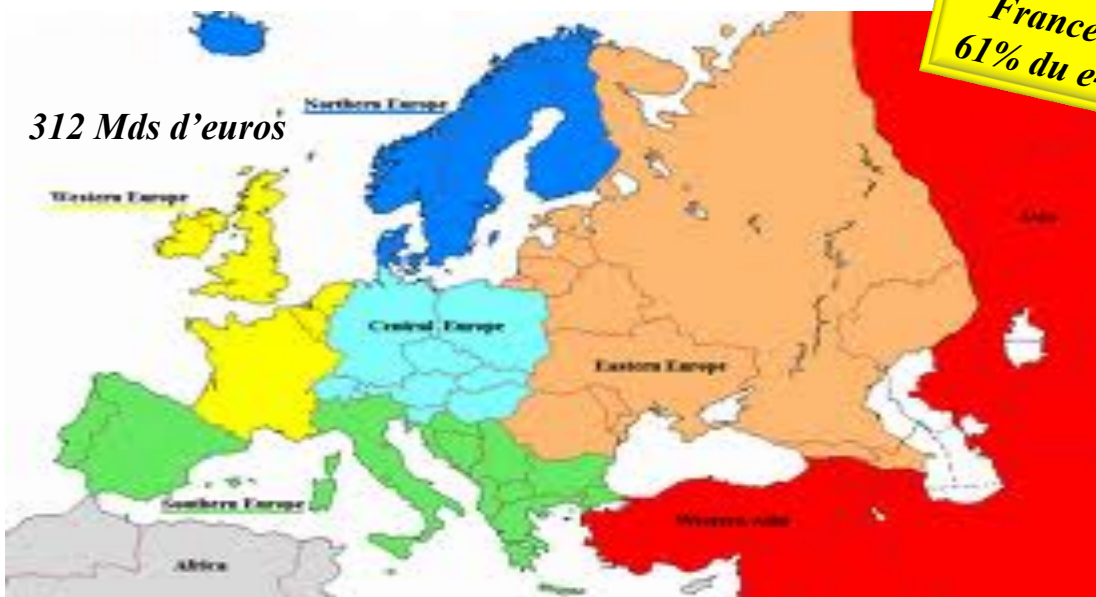 France
61% du e-
312 Mds d'euros
Northern Europe
Western Europe
Asia
Central Europe
Eastern Europe
Southern Europe
Western Asia
Africa